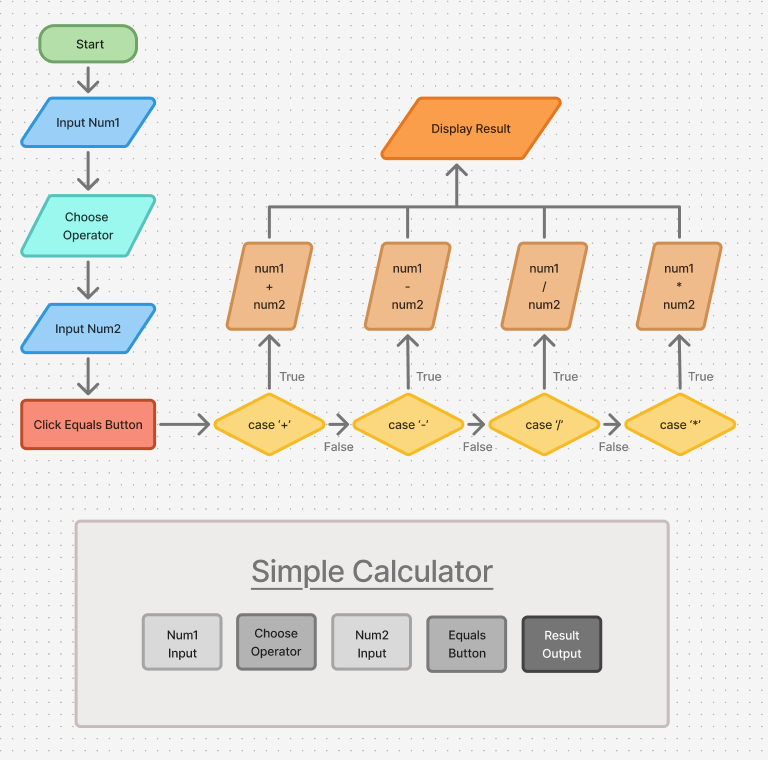 Start
Input Num1
Choose
Operator
Input Num2
Click Equals Button
Display Result
num1
+
num2
num1
-
num2
num1
/
num2
num1
*
num2
True
True
True
True
case ‘+’
case ‘-’
case ‘/’
case ‘*’
False
False
False
Simple Calculator
Num1
Input
Choose
Operator
Num2
Input
Equals
Button
Result
Output